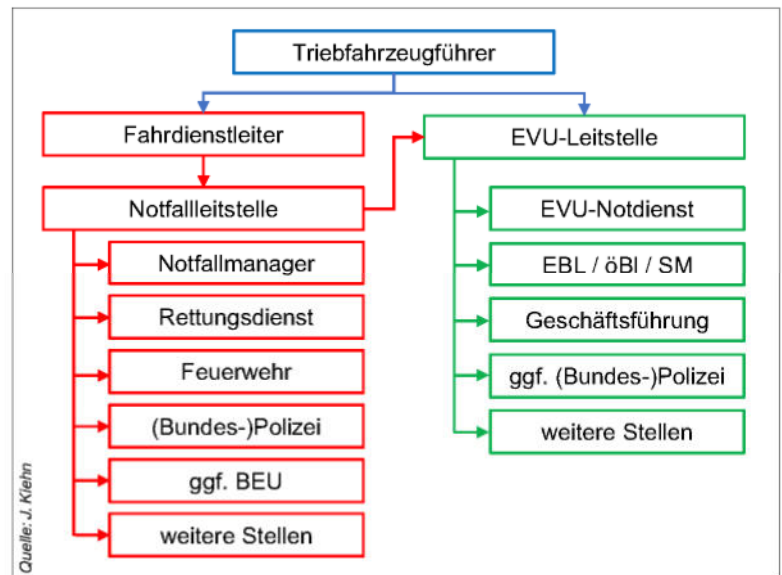 Triebfahrzeugführer
Fahrdienstleiter
EVU-Leitstelle
Notfallleitstelle
EVU-Notdienst
Notfallmanager
EBL / öBl / SM
Rettungsdienst
Geschäftsführung
Feuerwehr
ggf. (Bundes-)Polizei
(Bundes-)Polizei
weitere Stellen
ggf. BEU
weitere Stellen
Quelle: J. Kiehn